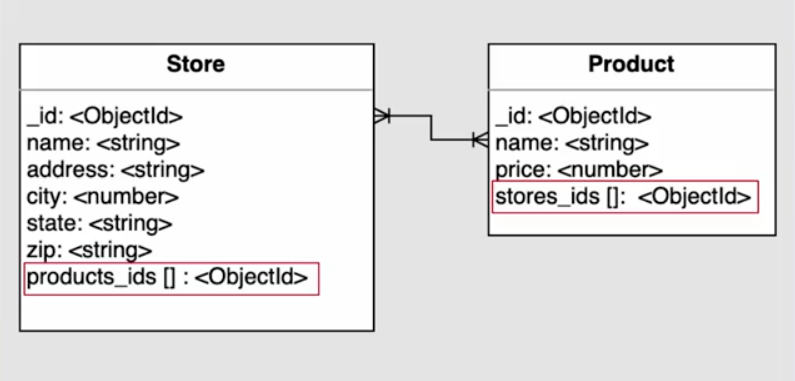 Store
_id: <ObjectId>
name: <string>
address: <string>
city: <number>
state: <string>
zip: <string>
products_ids [] : <ObjectId>
Product
_id: <ObjectId>
name: <string>
price: <number>
stores_ids []: <ObjectId>